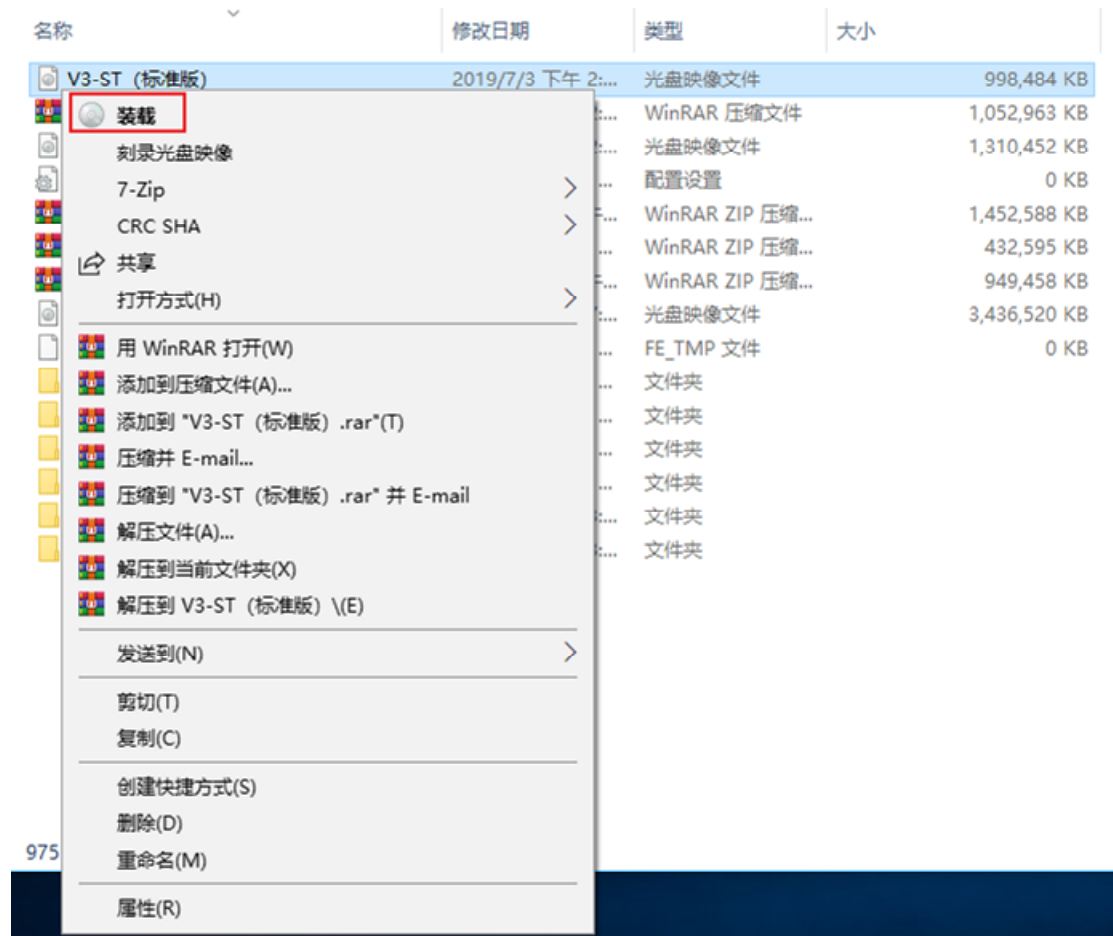 名称 修改日期 类型 大小
V3-ST（标准版） 2019/7/3 下午 2:... 光盘映像文件 998,484 KB
装载 WinRAR 压缩文件 1,052,963 KB
刻录光盘映像 光盘映像文件 1,310,452 KB
7-Zip 配置设置 0 KB
CRC SHA WinRAR ZIP 压缩... 1,452,588 KB
共享 WinRAR ZIP 压缩... 432,595 KB
WinRAR ZIP 压缩... 949,458 KB
打开方式(H) 光盘映像文件 3,436,520 KB
用 WinRAR 打开(W) FE_TMP 文件 0 KB
添加到压缩文件(A)... 文件夹
添加到 "V3-ST（标准版）.rar"(T) 文件夹
压缩并 E-mail... 文件夹
压缩到 "V3-ST（标准版）.rar" 并 E-mail 文件夹
解压文件(A)... 文件夹
解压到当前文件夹(X) 文件夹
解压到 V3-ST（标准版）\(E)
发送到(N)
剪切(T)
复制(C)
创建快捷方式(S)
删除(D)
975
重命名(M)
属性(R)